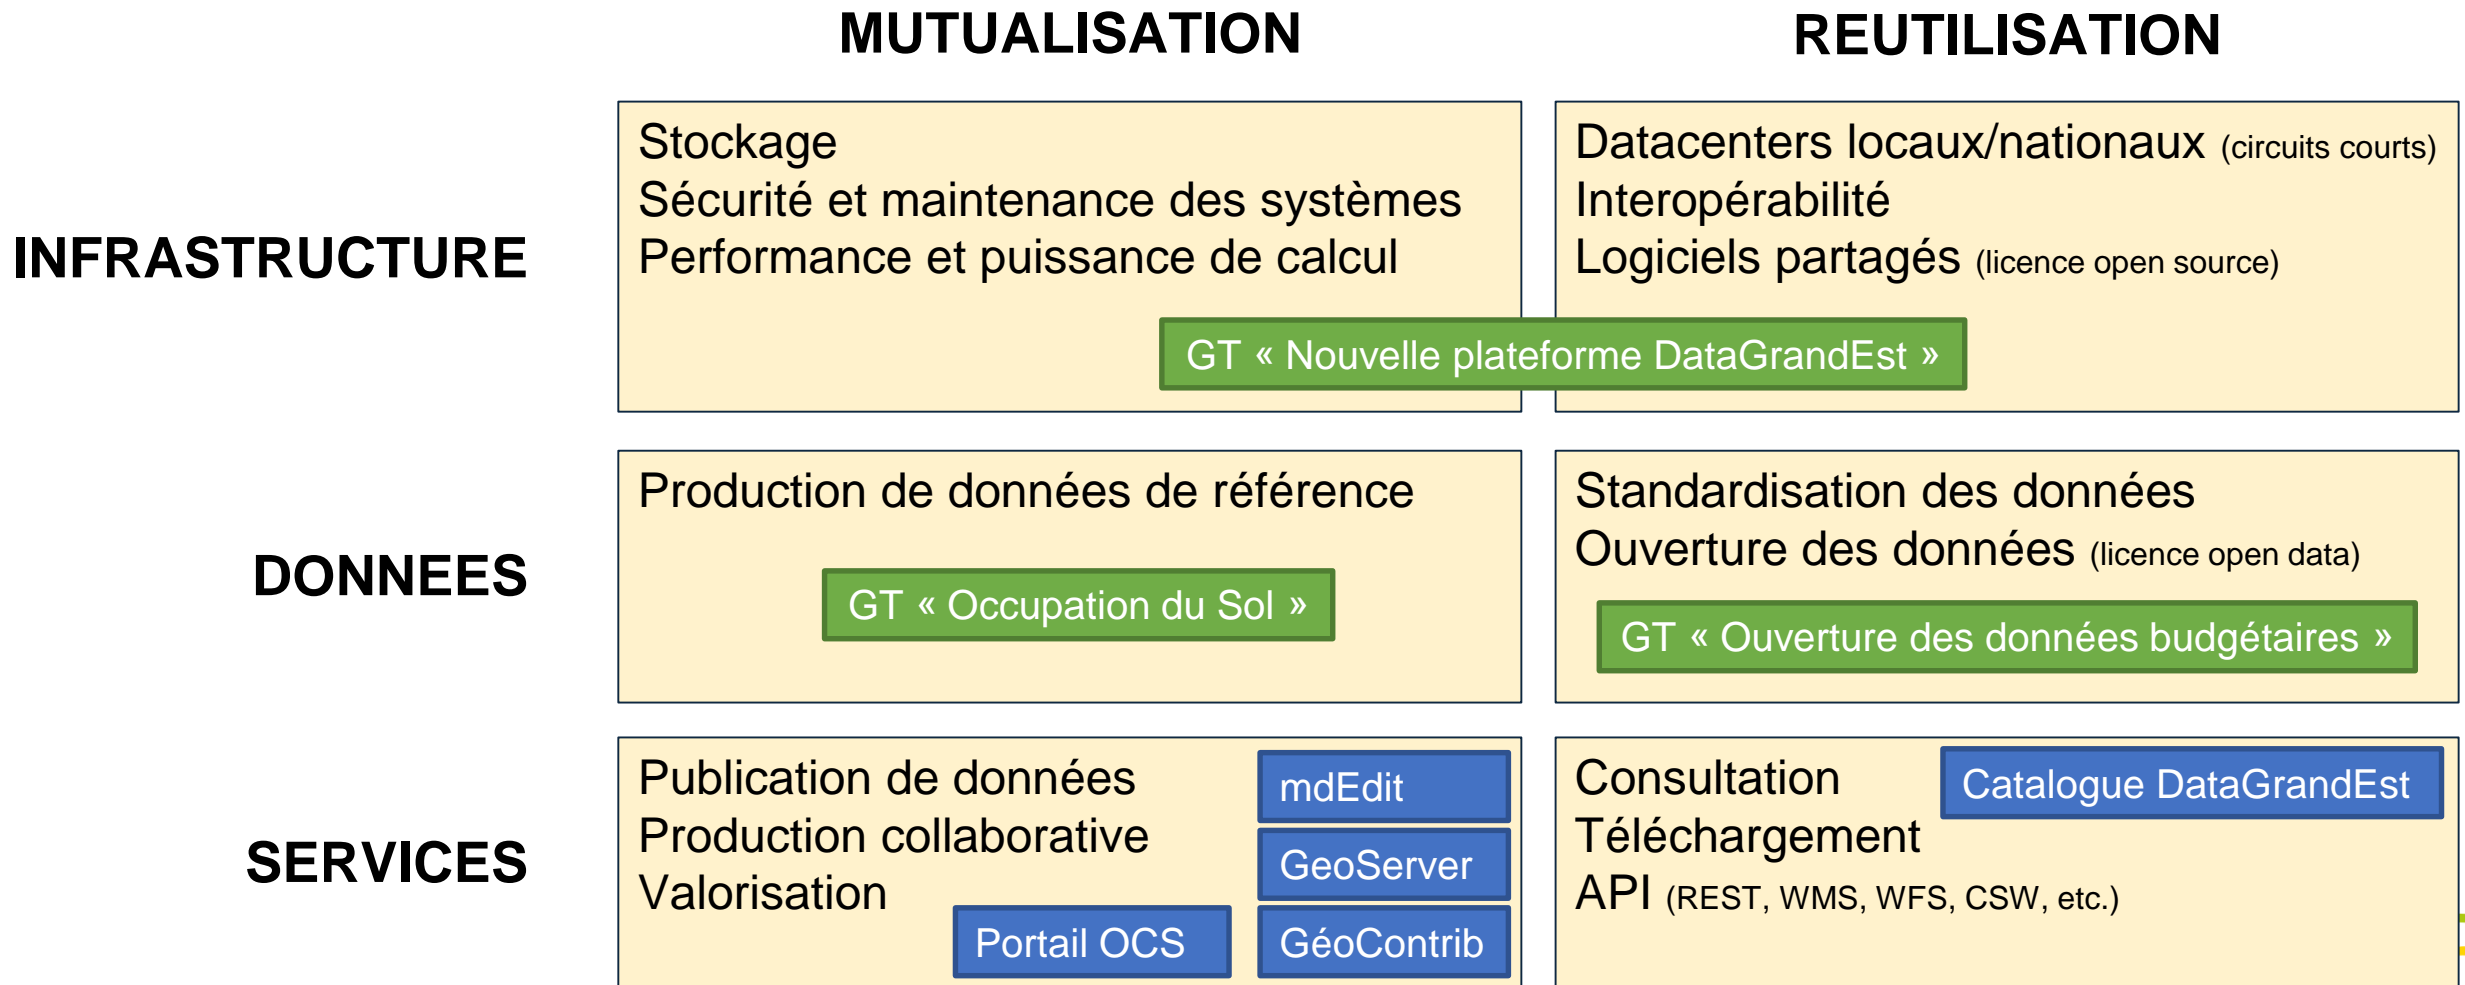 MUTUALISATION
REUTILISATION
INFRASTRUCTURE
Stockage
Sécurité et maintenance des systèmes
Performance et puissance de calcul
Datacenters locaux/nationaux (circuits courts)
Interopérabilité
Logiciels partagés (licence open source)
GT « Nouvelle plateforme DataGrandEst »
DONNEES
Production de données de référence
GT « Occupation du Sol »
Standardisation des données
Ouverture des données (licence open data)
GT « Ouverture des données budgétaires »
SERVICES
Publication de données
Production collaborative
Valorisation
mdEdit
GeoServer
Portail OCS
GéoContrib
Consultation
Catalogue DataGrandEst
Téléchargement
API (REST, WMS, WFS, CSW, etc.)